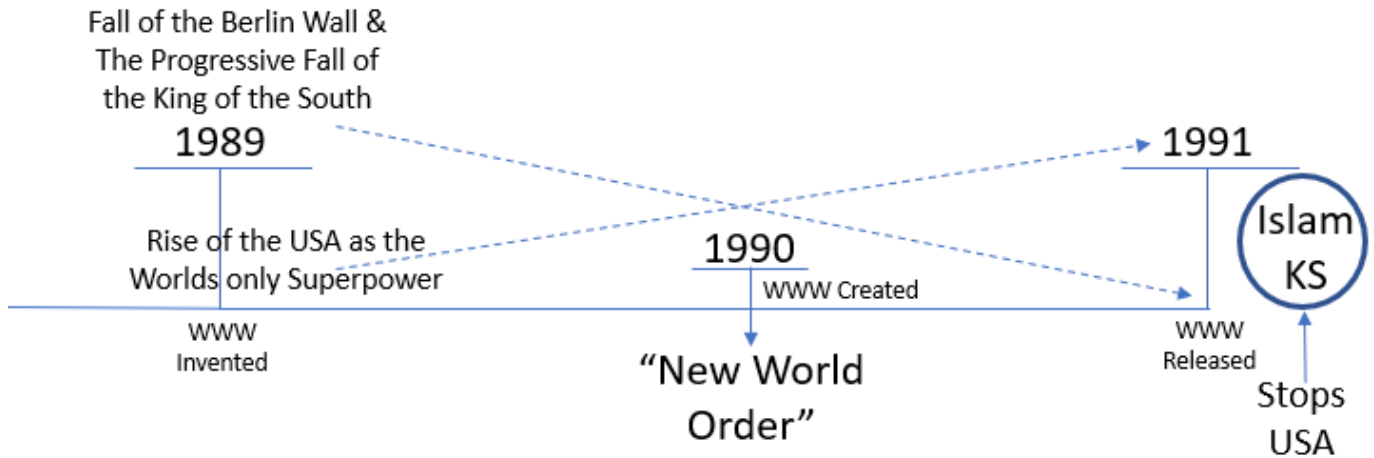 Fall of the Berlin Wall &
The Progressive Fall of
the King of the South
1989
Rise of the USA as the
Worlds only Superpower
WWW
Invented
1990
WWW Created
“New World
Order”
1991
WWW
Released
Islam
KS
Stops
USA